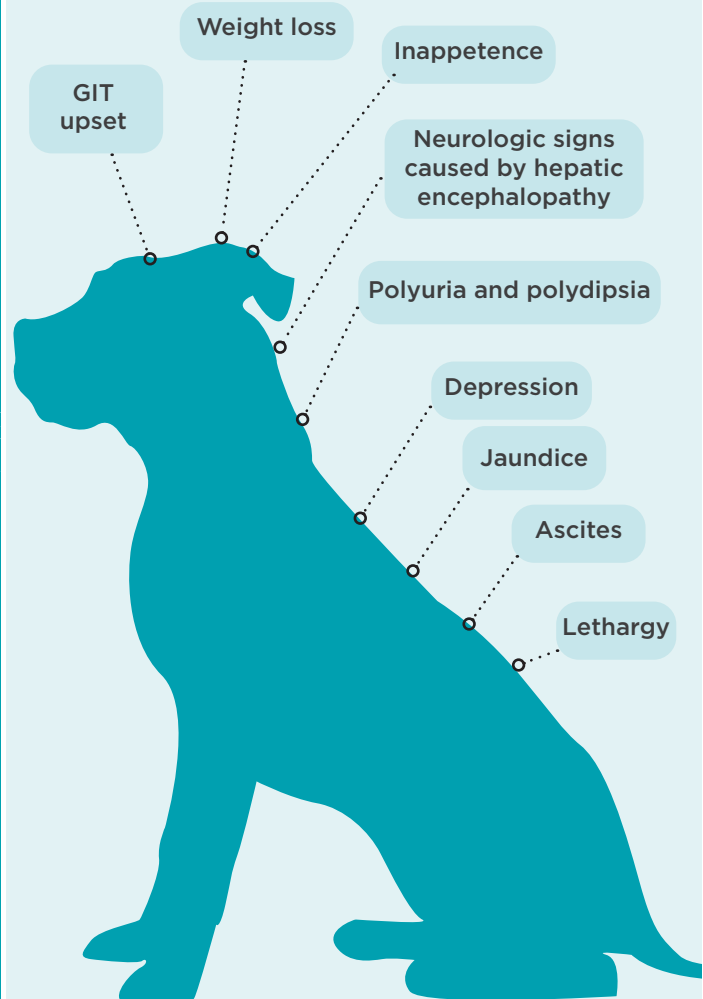 Weight loss
Inappetence
GIT
upset
Neurologic signs
caused by hepatic
encephalopathy
Polyuria and polydipsia
Depression
Jaundice
Ascites
Lethargy